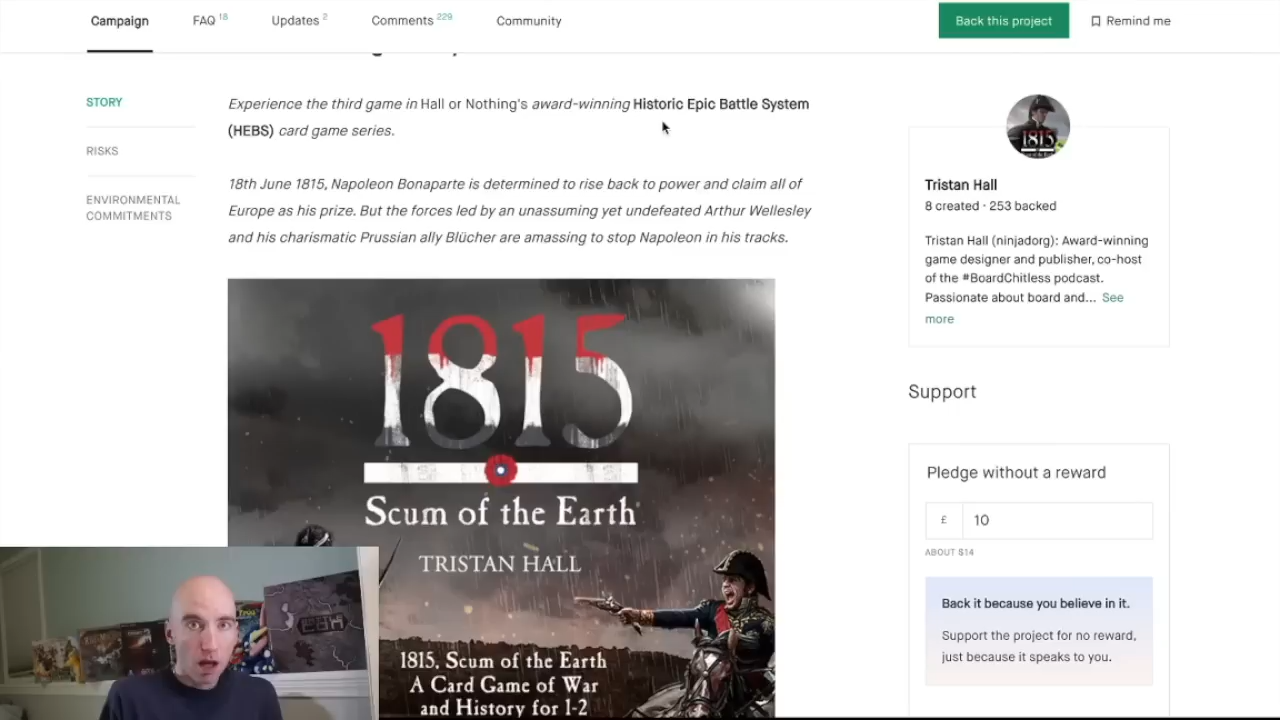 Campaign
FAQ 18
Updates 2
Comments 229
Community
Back this project
Remind me
STORY
RISKS
ENVIRONMENTAL
COMMITMENTS
Experience the third game in Hall or Nothing's award-winning Historic Epic Battle System
(HEBS) card game series.
18th June 1815, Napoleon Bonaparte is determined to rise back to power and claim all of
Europe as his prize. But the forces led by an unassuming yet undefeated Arthur Wellesley
and his charismatic Prussian ally Blücher are amassing to stop Napoleon in his tracks.
1815
Scum of the Earth
TRISTAN HALL
1815, Scum of the Earth
A Card Game of War
and History for 1-2
1815
Tristan Hall
8 created · 253 backed
Tristan Hall (ninjadorg): Award-winning
game designer and publisher, co-host
of the #BoardChitless podcast.
Passionate about board and... See
more
Support
Pledge without a reward
£ 10
ABOUT $14
Back it because you believe in it.
Support the project for no reward,
just because it speaks to you.